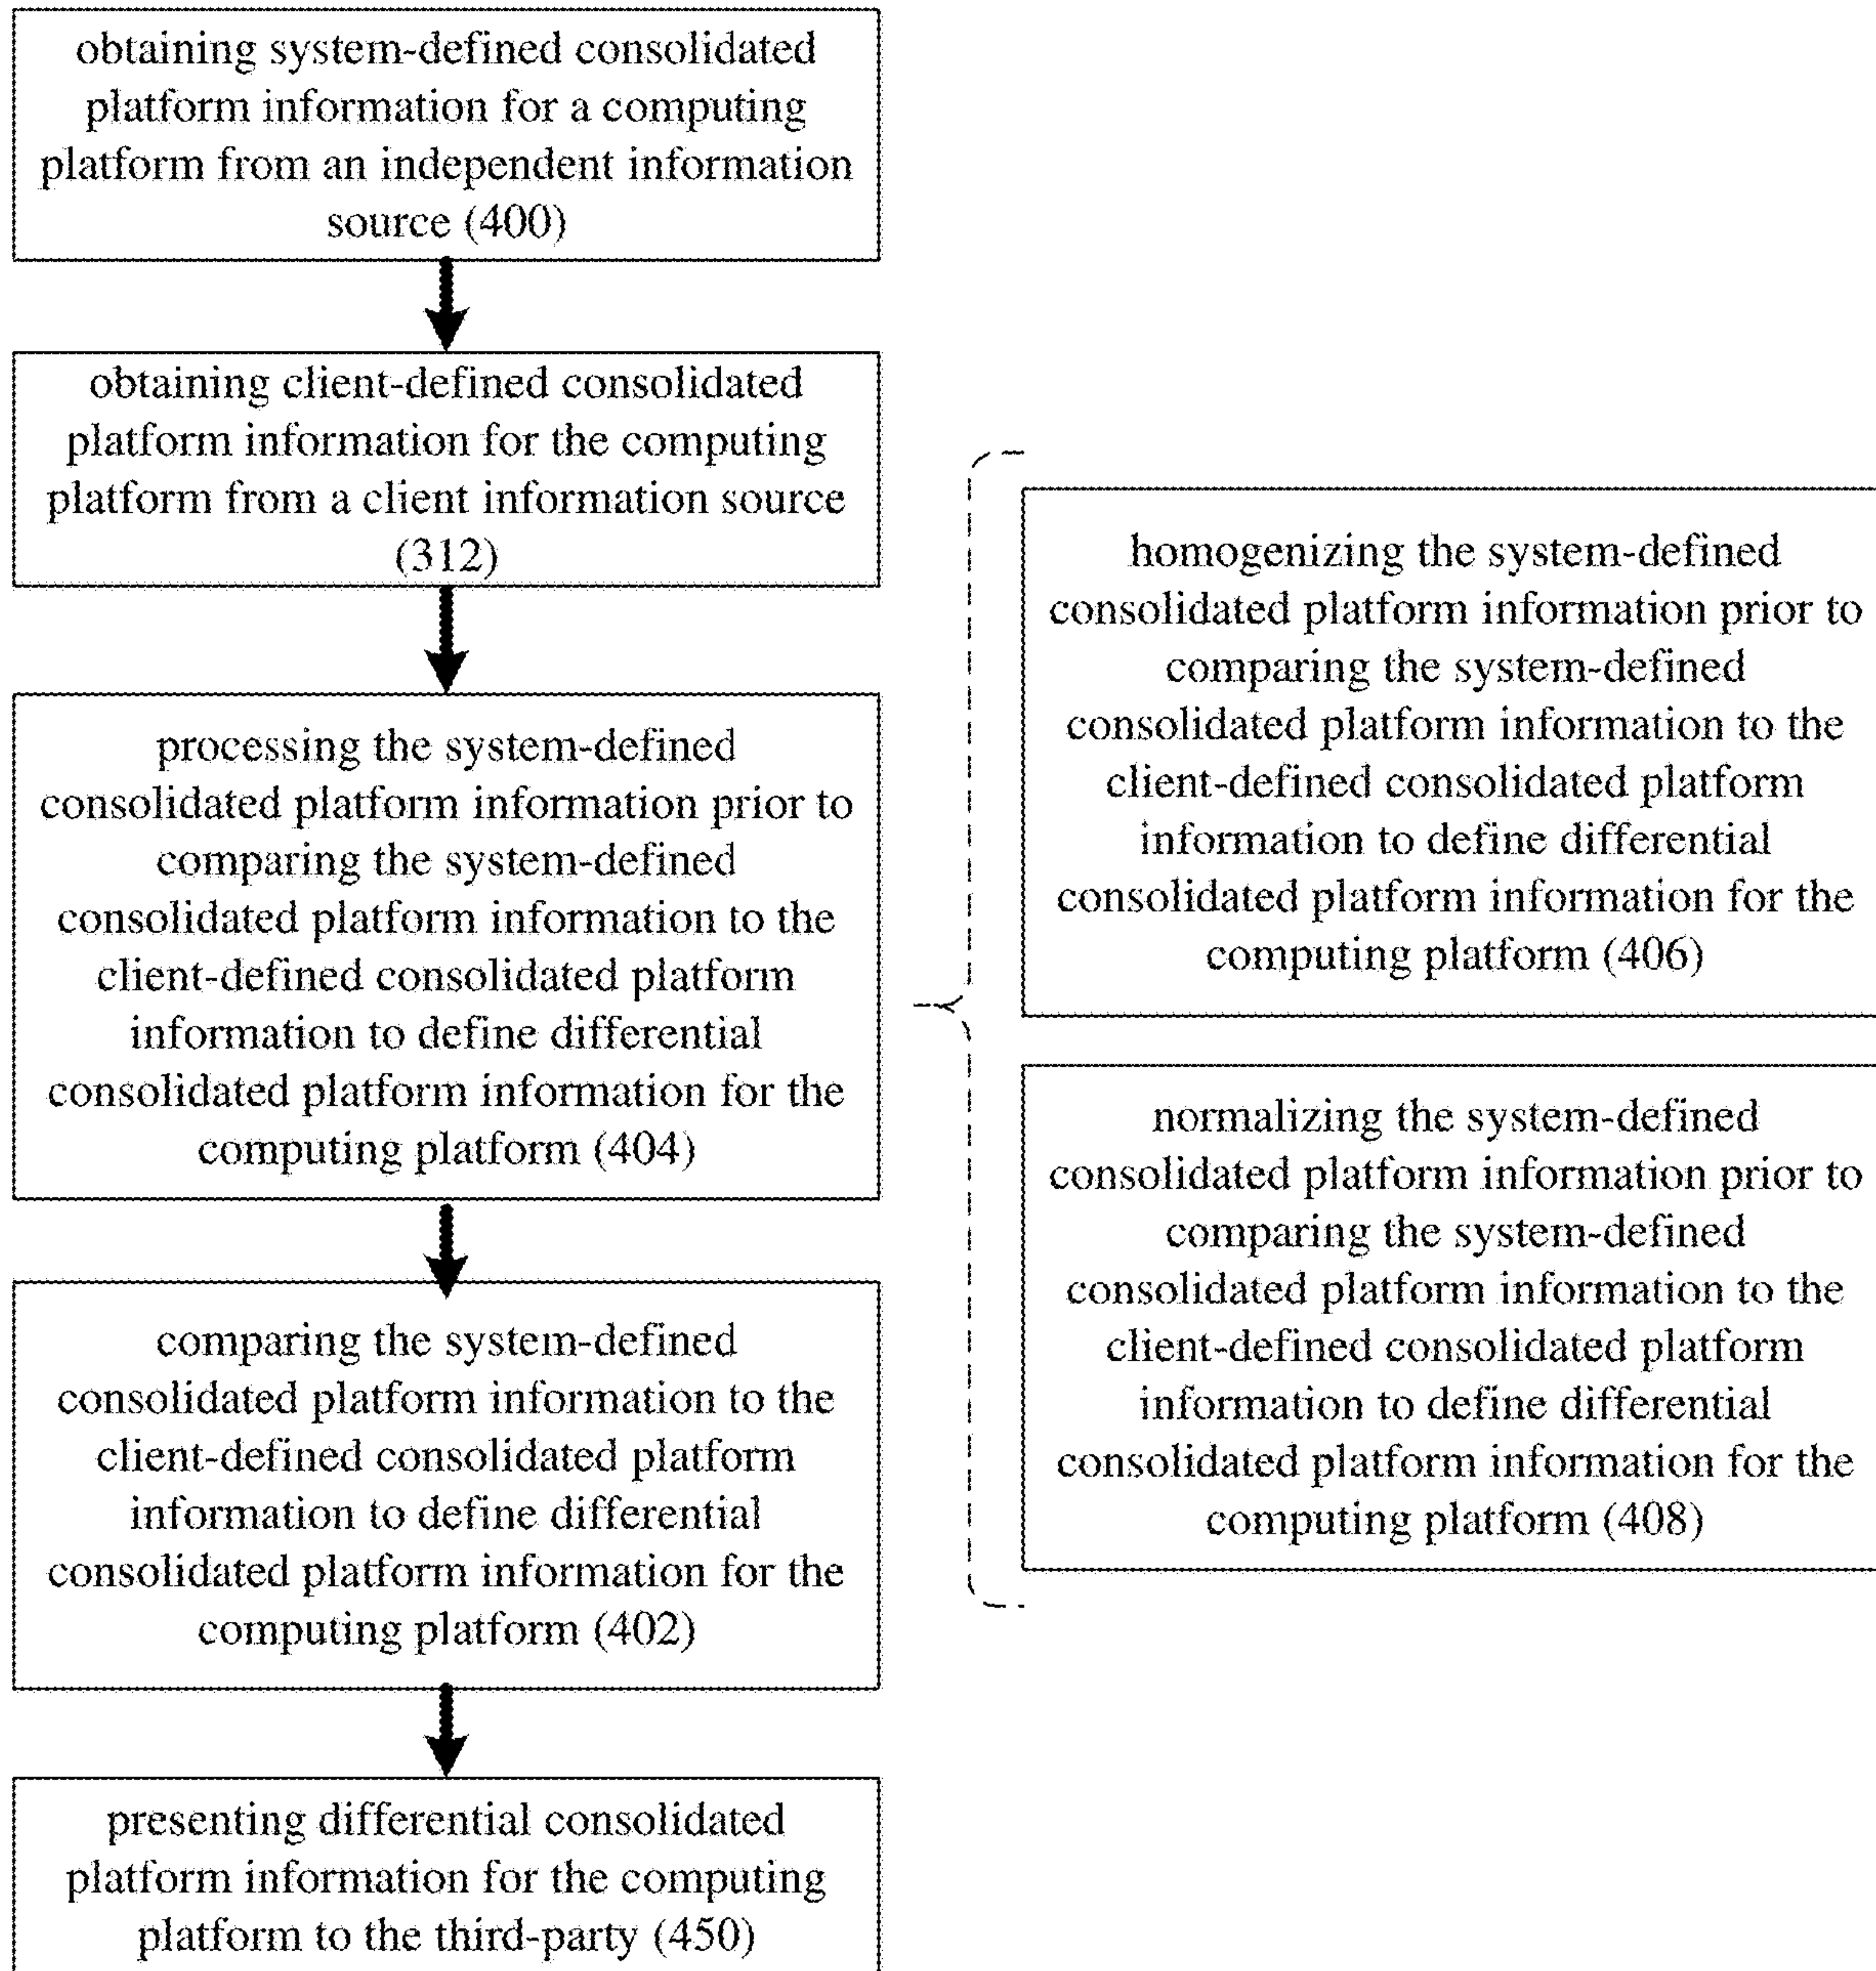 obtaining system-defined consolidated
platform information for a computing
platform from an independent information
source (400)
obtaining client-defined consolidated
platform information for the computing
platform from a client information source
(312)
processing the system-defined
consolidated platform information prior to
comparing the system-defined
consolidated platform information to the
client-defined consolidated platform
information to define differential
consolidated platform information for the
computing platform (404)
homogenizing the system-defined
consolidated platform information prior to
comparing the system-defined
consolidated platform information to the
client-defined consolidated platform
information to define differential
consolidated platform information for the
computing platform (406)
normalizing the system-defined
consolidated platform information prior to
comparing the system-defined
consolidated platform information to the
client-defined consolidated platform
information to define differential
consolidated platform information for the
computing platform (408)
comparing the system-defined
consolidated platform information to the
client-defined consolidated platform
information to define differential
consolidated platform information for the
computing platform (402)
presenting differential consolidated
platform information for the computing
platform to the third-party (450)